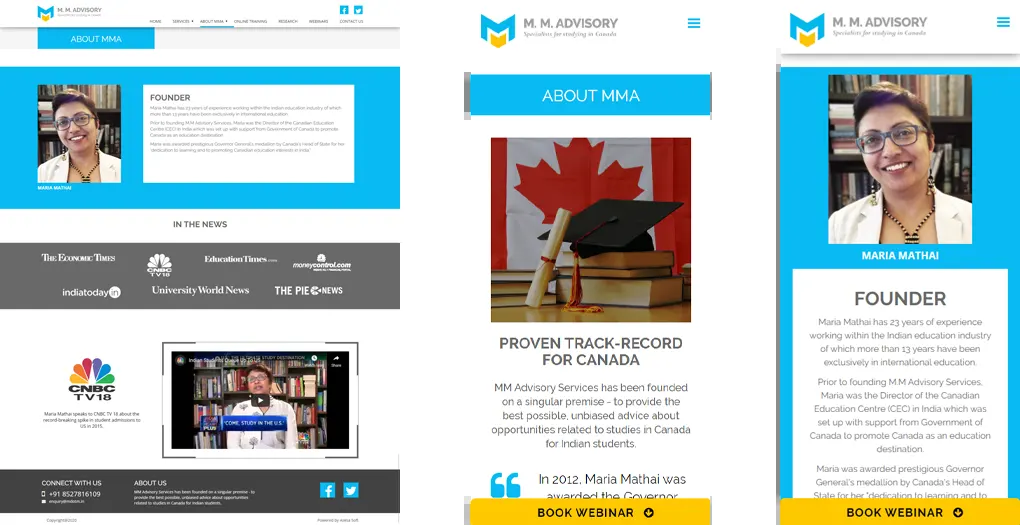 M. M. ADVISORY
Specialists for studying in Canada
HOME SERVICES ABOUT MMA ONLINE TRAINING RESEARCH WEBINARS CONTACT US
ABOUT MMA
MARIA MATHAI
FOUNDER
Maria Mathai has 23 years of experience working within the Indian education industry of which
more than 13 years have been exclusively in international education.
Prior to founding M.M Advisory Services, Maria was the Director of the Canadian Education
Centre (CEC) in India which was set up with support from Government of Canada to promote
Canada as an education destination.
Maria was awarded prestigious Governor General's medallion by Canada's Head of State for her
"dedication to learning and to promoting Canadian education interests in India"
IN THE NEWS
THE ECONOMIC TIMES
CNBC
TV18
EducationTimes.com
moneycontrol.com
indiatoday in
University World News
THE PIE NEWS
CNBC
TV18
Maria Mathai speaks to CNBC TV 18 about the
record-breaking spike in student admissions to
US in 2015.
Indian Students Queue Up To
STUDY DESTINATION
Share
PLUS
"COME, STUDY IN THE U.S."
CONNECT WITH US
+91 8527816109
ABOUT US
MM Advisory Services has been founded on a singular premise - to
provide the best possible, unbiased advice about opportunities
related to studies in Canada for Indian students.
Copyright@2020
Powered by
M. M. ADVISORY
Specialists for studying in Canada
ABOUT MMA
PROVEN TRACK-RECORD
FOR CANADA
MM Advisory Services has been founded
on a singular premise - to provide the
best possible, unbiased advice about
opportunities related to studies in Canada
for Indian students.
In 2012, Maria Mathai was
awarded the Governor
BOOK WEBINAR
M. M. ADVISORY
Specialists for studying in Canada
MARIA MATHAI
FOUNDER
Maria Mathai has 23 years of experience
working within the Indian education industry
of which more than 13 years have been
exclusively in international education.
Prior to founding M.M Advisory Services,
Maria was the Director of the Canadian
Education Centre (CEC) in India which was
set up with support from Government of
Canada to promote Canada as an education
destination.
Maria was awarded prestigious Governor
General's medallion by Canada's Head of
State for her "dedication to learning and to
BOOK WEBINAR